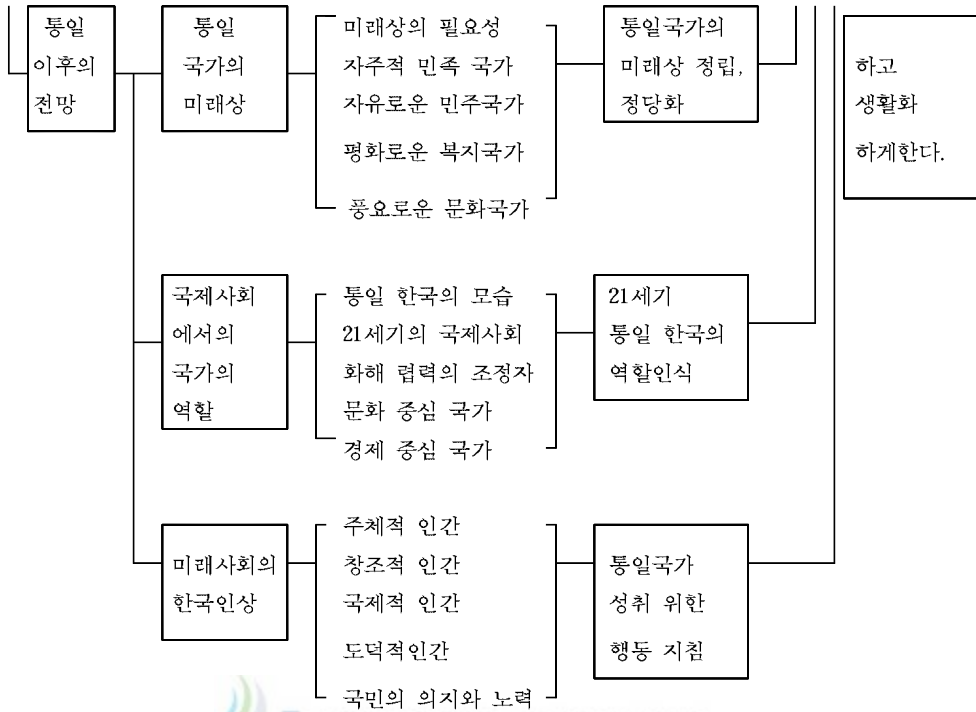 통일
이후의
전망
통일
국가의
미래상
미래상의 필요성
자주적 민족 국가
자유로운 민주국가
평화로운 복지국가
풍요로운 문화국가
통일국가의
미래상 정립,
정당화
하고
생활화
하게한다.
국제사회
에서의
국가의
역할
통일 한국의 모습
21세기의 국제사회
화해 렵력의 조정자
문화 중심 국가
경제 중심 국가
21세기
통일 한국의
역할인식
미래사회의
한국인상
주체적 인간
창조적 인간
국제적 인간
도덕적인간
국민의 의지와 노력
통일국가
성취 위한
행동 지침